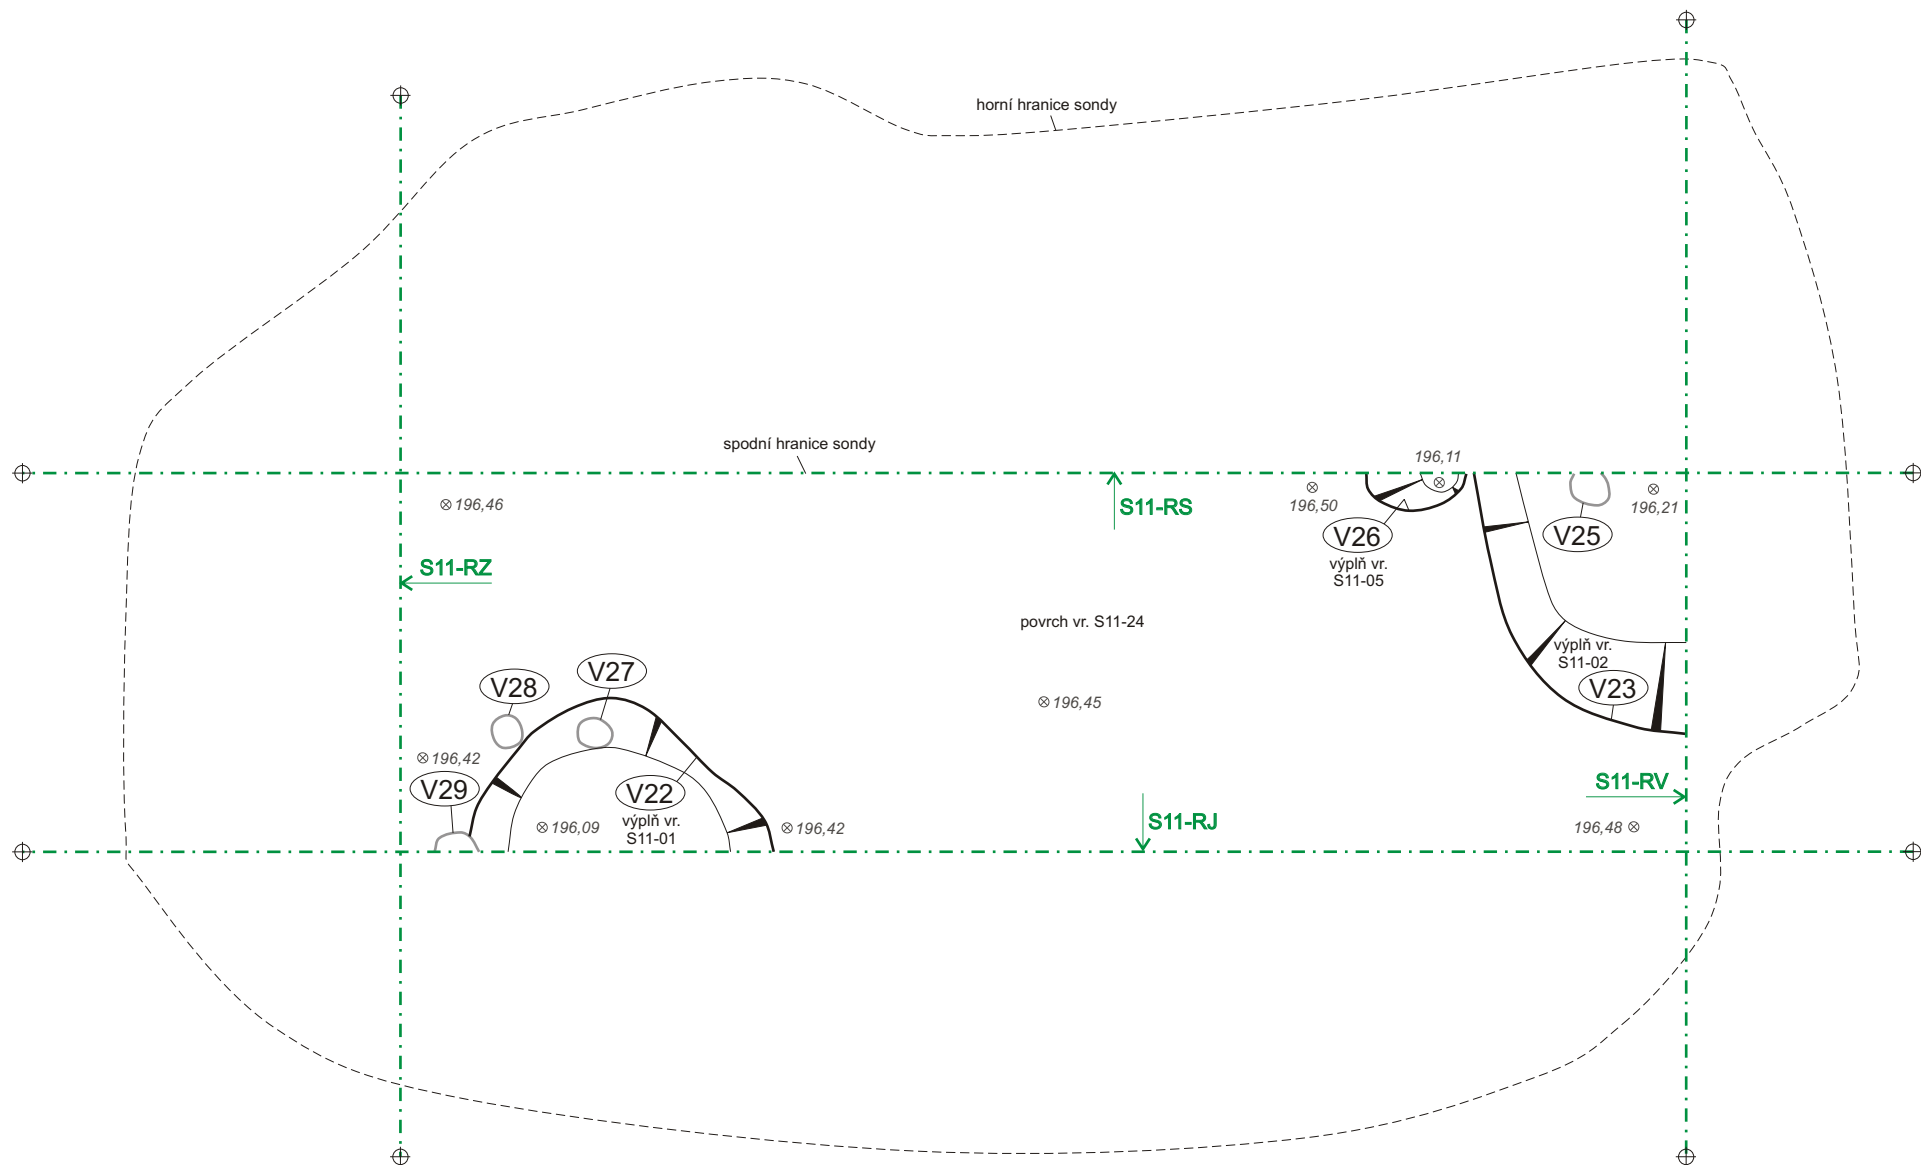 horní hranice sondy
spodní hranice sondy
196,11
196,46
S11-RS
196,50
196,21
V26
V25
výplň vr.
S11-05
S11-RZ
povrch vr. S11-24
výplň vr.
S11-02
V27
V28
V23
196,45
196,42
V29
V22
S11-RV
196,09
výplň vr.
S11-01
196,42
S11-RJ
196,48